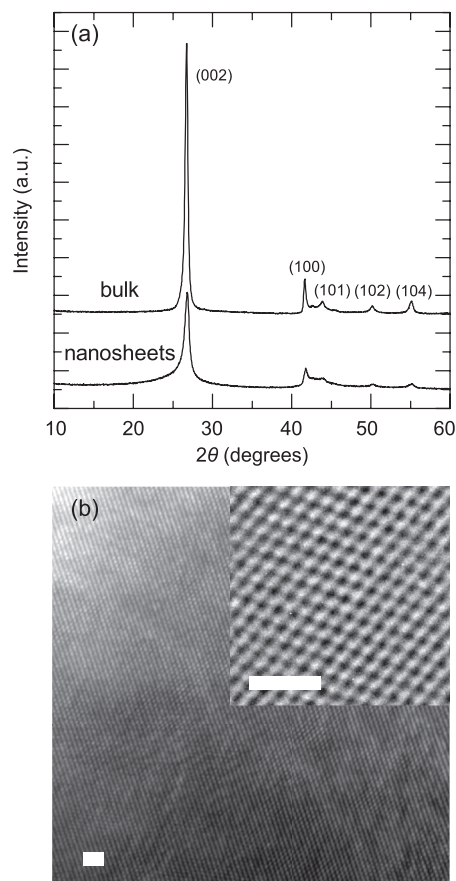 (a)
(002)
Intensity (a.u.)
(100)
(101) (102) (104)
bulk
nanosheets
10 20 30 40 50 60
2θ (degrees)
(b)